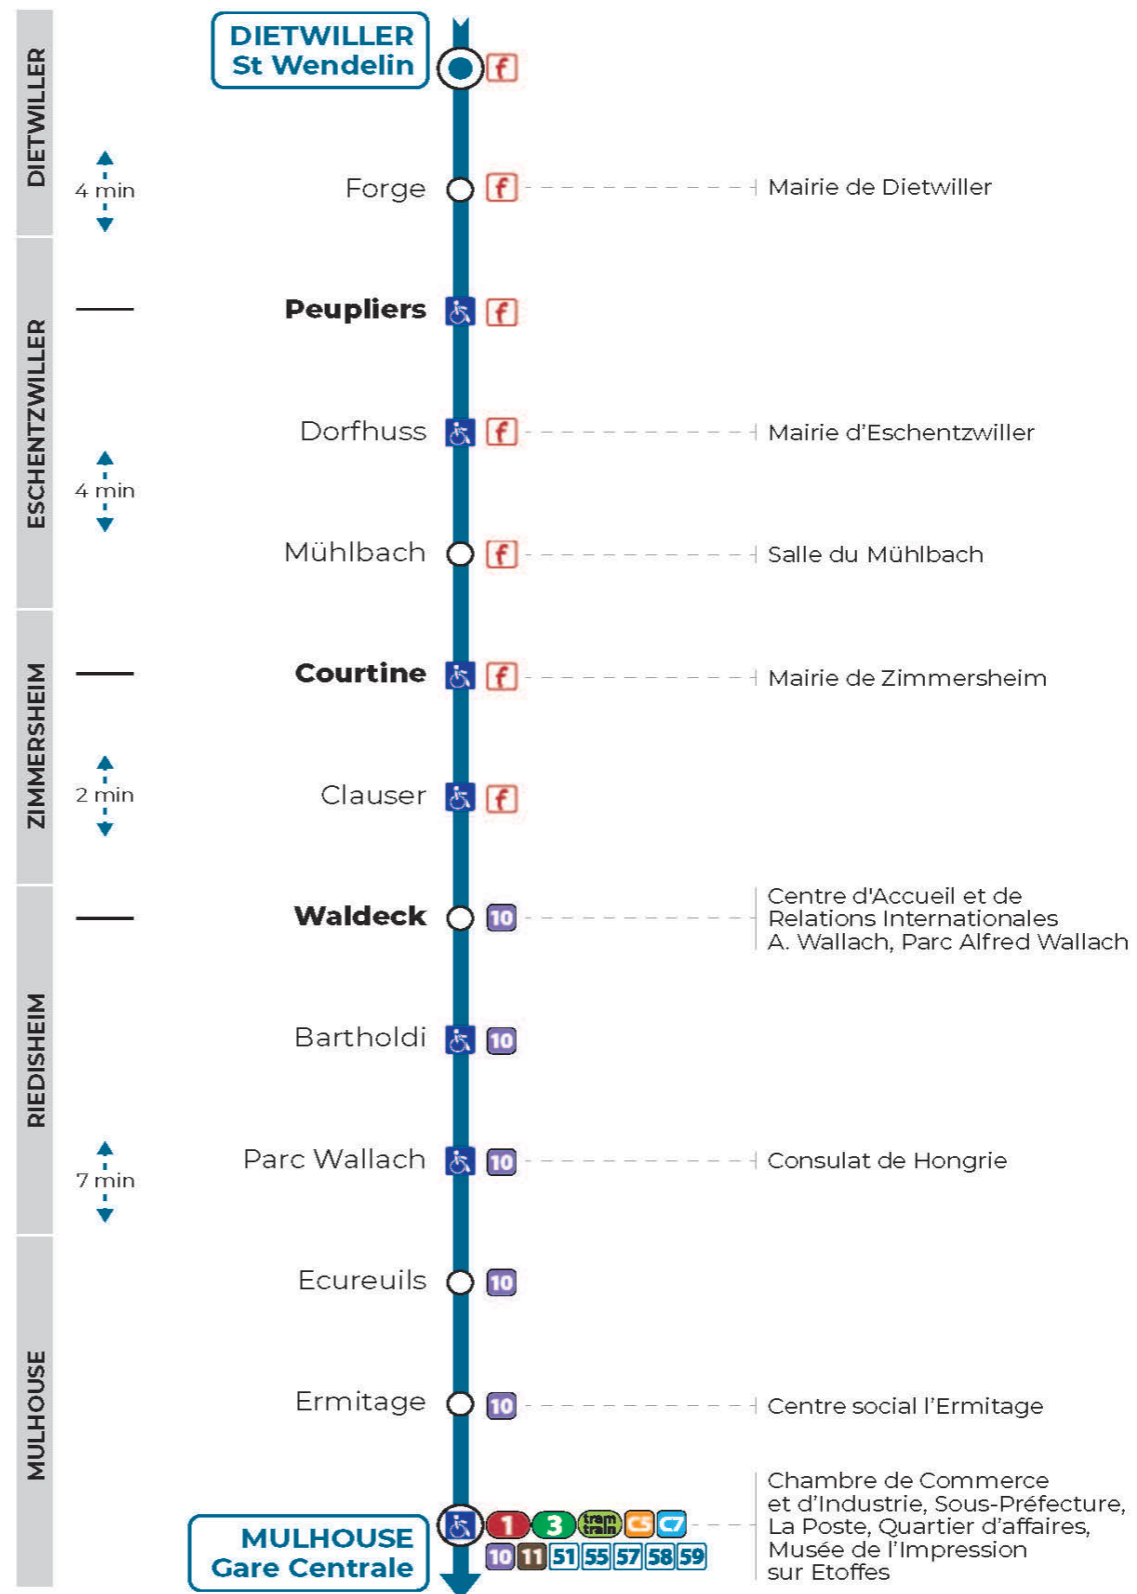 DIETWILLER
DIETWILLER
St Wendelin
f
4 min
Forge
f
Mairie de Dietwiller
ESCHENTZWILLER
Peupliers
f
Dorfhuss
f
Mairie d'Eschentzwiller
4 min
Mühlbach
f
Salle du Mühlbach
ZIMMERSHEIM
Courtine
f
Mairie de Zimmersheim
2 min
Clauser
f
RIEDISHEIM
Waldeck
10
Centre d'Accueil et de
Relations Internationales
A. Wallach, Parc Alfred Wallach
Bartholdi
10
Parc Wallach
10
Consulat de Hongrie
7 min
MULHOUSE
Ecureuils
10
Ermitage
10
Centre social l'Ermitage
MULHOUSE
Gare Centrale
1 3 tram train C5 C7
10 11 51 55 57 58 59
Chambre de Commerce
et d'Industrie, Sous-Préfecture,
La Poste, Quartier d'affaires,
Musée de l'Impression
sur Etoffes